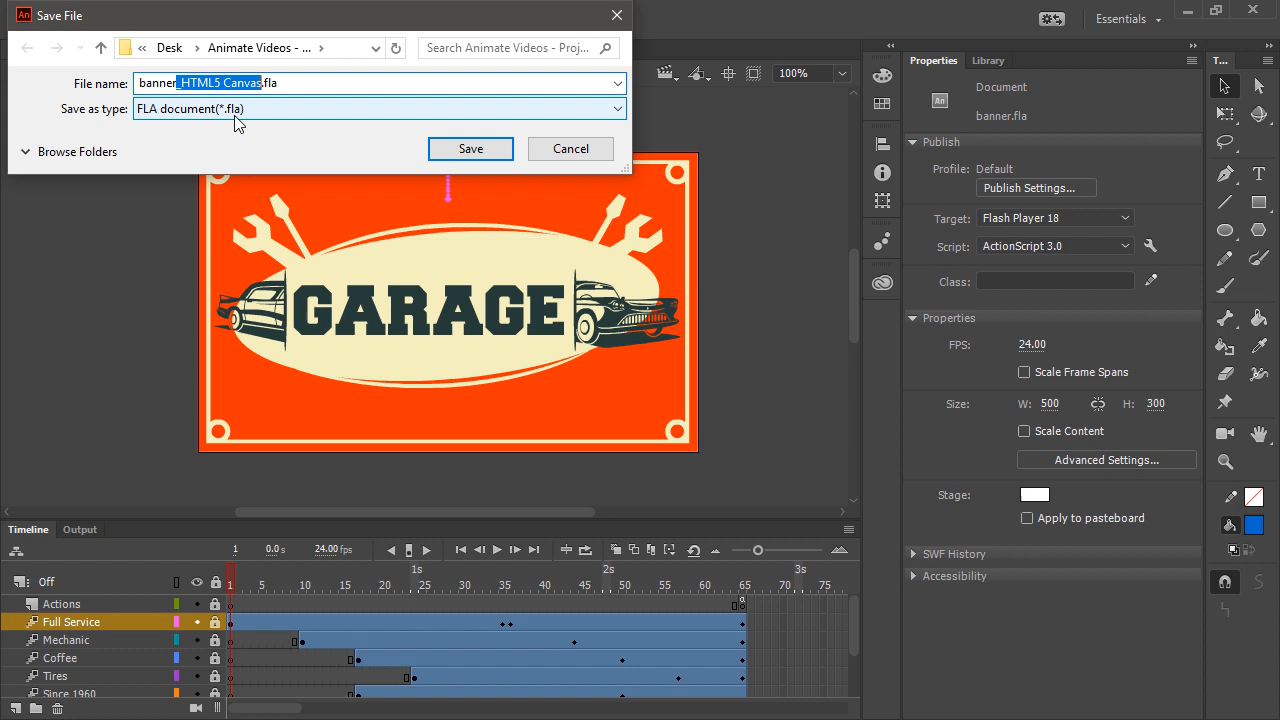 An Save File
Essentials
Desk Animate Videos - ...
Search Animate Videos - Proj...
File name: banner_HTML5 Canvas.fla
Save as type: FLA document(*.fla)
Browse Folders
Save
Cancel
100%
GARAGE
Properties
Library
T...
An
Document
banner.fla
Publish
Profile: Default
Publish Settings...
Target: Flash Player 18
Script: ActionScript 3.0
Class:
Properties
FPS: 24.00
Scale Frame Spans
Size: W: 500 H: 300
Scale Content
Advanced Settings...
Stage:
Apply to pasteboard
SWF History
Accessibility
Timeline
Output
1 0.0 s 24.00 fps
1s 2s 3s
Off 1 5 10 15 20 25 30 35 40 45 50 55 60 65 70 75
Actions
Full Service
Mechanic
Coffee
Tires
Since 1960